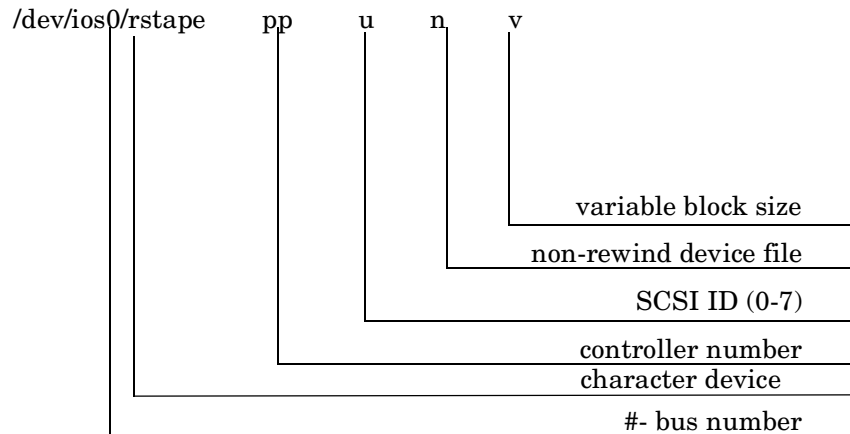 /dev/ios0/rstape pp u n v
variable block size
non-rewind device file
SCSI ID (0-7)
controller number
character device
#- bus number